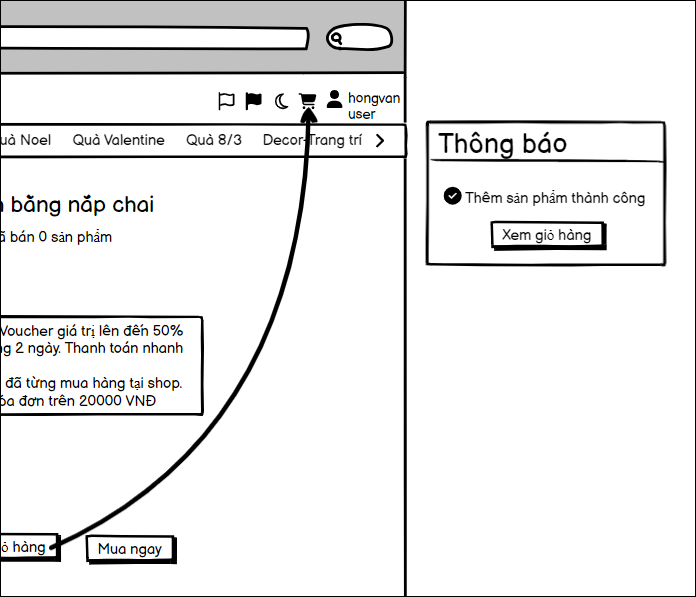 hongvan
user
uà Noel Quà Valentine Quà 8/3 Decor-Trang trí
Thông báo
Thêm sản phẩm thành công
Xem giỏ hàng
bằng nắp chai
ã bán 0 sản phẩm
Voucher giá trị lên đến 50%
ng 2 ngày. Thanh toán nhanh
đã từng mua hàng tại shop.
óa đơn trên 20000 VNĐ
ỏ hàng
Mua ngay